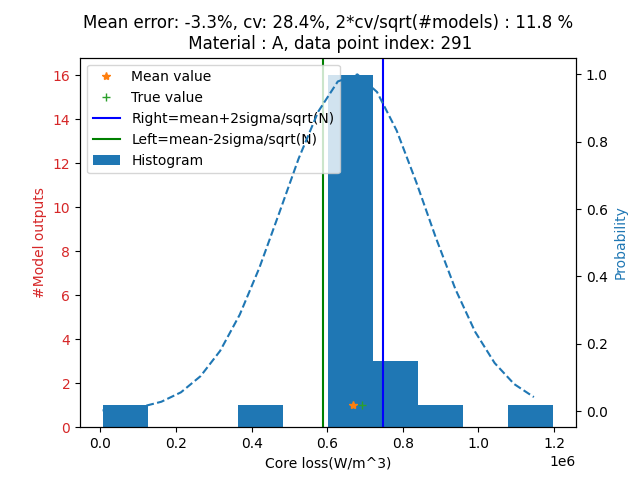 Mean error: -3.3%, cv: 28.4%, 2*cv/sqrt(#models) : 11.8 %
Material : A, data point index: 291
Mean value
True value
Right=mean+2sigma/sqrt(N)
Left=mean-2sigma/sqrt(N)
Histogram
16
14
12
10
8
6
4
2
0
#Model outputs
1.0
0.8
0.6
0.4
0.2
0.0
Probability
0.0 0.2 0.4 0.6 0.8 1.0 1.2
1e6
Core loss(W/m^3)